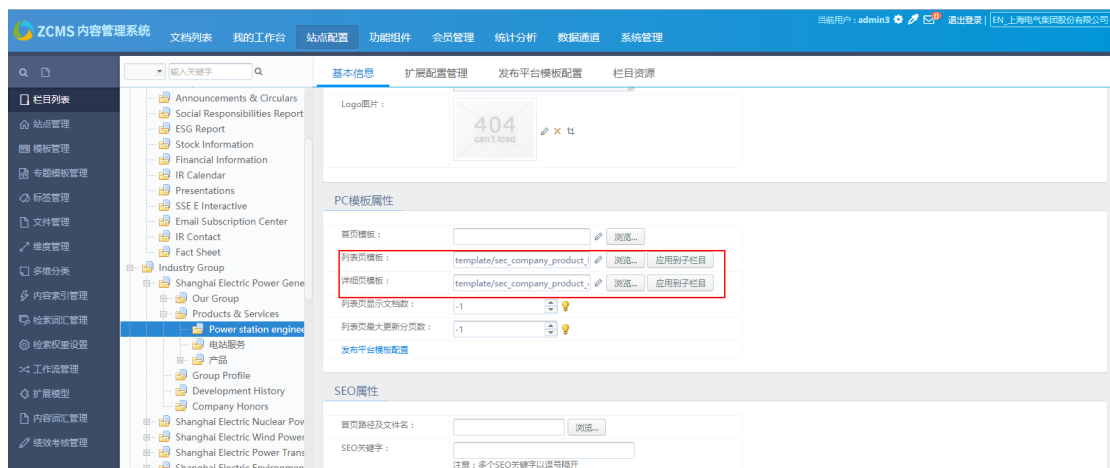 当前用户：admin3 退出登录 EN_上海电气集团股份有限公司
ZCMS 内容管理系统 文档列表 我的工作台 站点配置 功能组件 会员管理 统计分析 数据通道 系统管理
输入关键字 基本信息 扩展配置管理 发布平台模板配置 栏目资源
栏目列表
站点管理
模板管理
专题模板管理
标签管理
文件管理
维度管理
多维分类
内容索引管理
检索词汇管理
检索权重设置
工作流管理
扩展模型
内容词汇管理
绩效考核管理
Announcements & Circulars
Social Responsibilities Report
ESG Report
Stock Information
Financial Information
IR Calendar
Presentations
SSE E Interactive
Email Subscription Center
IR Contact
Fact Sheet
Industry Group
Shanghai Electric Power Gene
Our Group
Products & Services
Power station enginee
电站服务
产品
Group Profile
Development History
Company Honors
Shanghai Electric Nuclear Pow
Shanghai Electric Wind Power
Shanghai Electric Power Trans
Shanghai Electric Environmen
Logo图片：
404
can't load
PC模板属性
首页模板： 浏览...
列表页模板： template/sec_company_product_l 浏览... 应用到子栏目
详细页模板： template/sec_company_product_ 浏览... 应用到子栏目
列表页显示文档数： -1
列表页最大更新分页数： -1
发布平台模板配置
SEO属性
首页路径及文件名： 浏览...
SEO关键字：
注意：多个SEO关键字以逗号隔开